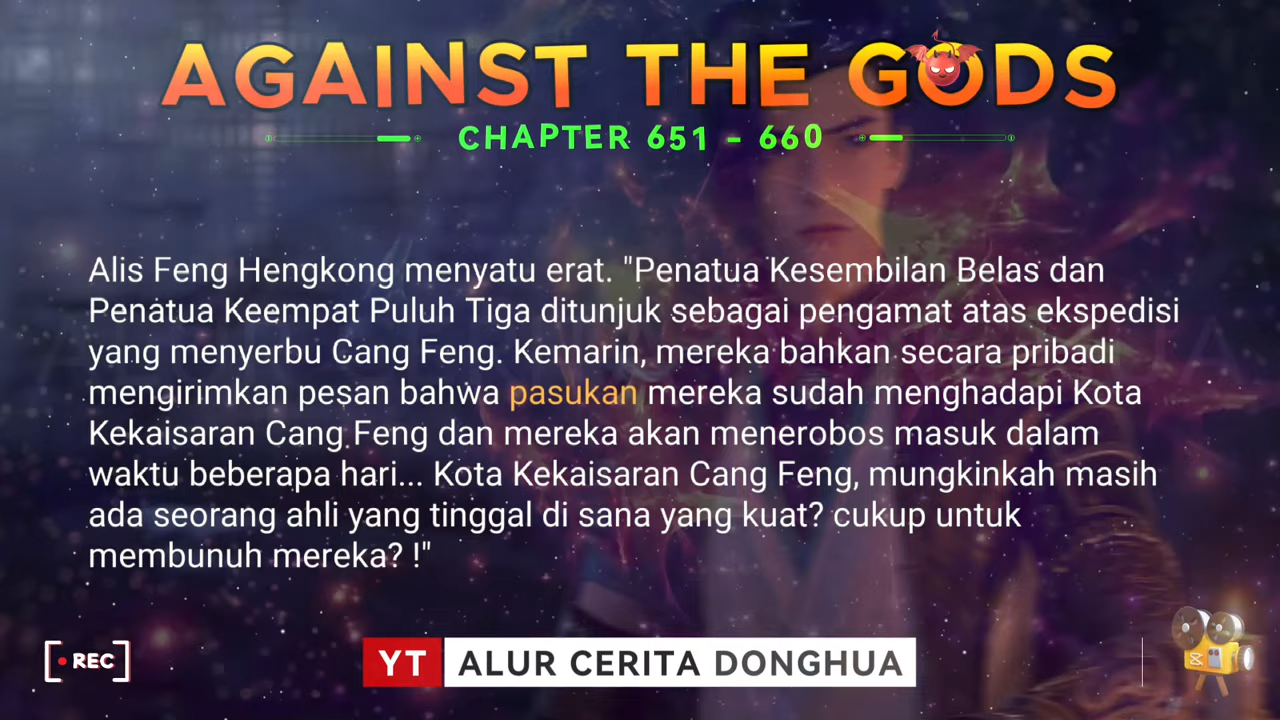 AGAINST THE GODS
CHAPTER 651 - 660
Alis Feng Hengkong menyatu erat. "Penatua Kesembilan Belas dan
Penatua Keempat Puluh Tiga ditunjuk sebagai pengamat atas ekspedisi
yang menyerbu Cang Feng. Kemarin, mereka bahkan secara pribadi
mengirimkan pesan bahwa pasukan mereka sudah menghadapi Kota
Kekaisaran Cang Feng dan mereka akan menerobos masuk dalam
waktu beberapa hari... Kota Kekaisaran Cang Feng, mungkinkah masih
ada seorang ahli yang tinggal di sana yang kuat? cukup untuk
membunuh mereka? !"
REC
YT ALUR CERITA DONGHUA